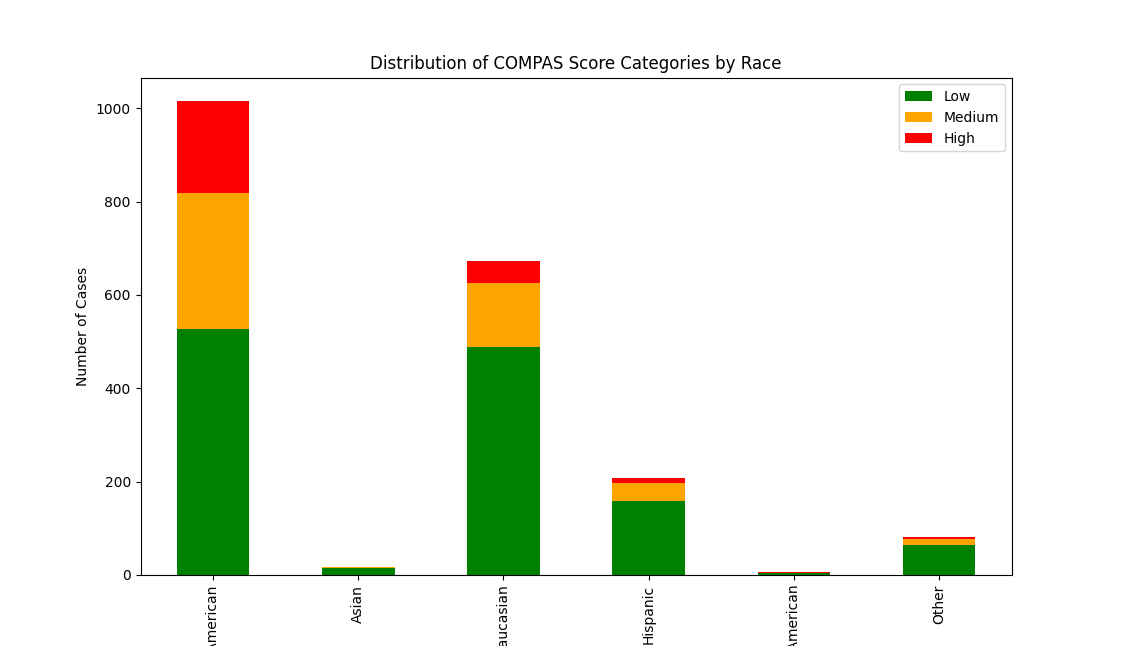 Distribution of COMPAS Score Categories by Race
Low
Medium
High
Number of Cases
1000
800
600
400
200
0
American
Asian
aucasian
Hispanic
American
Other